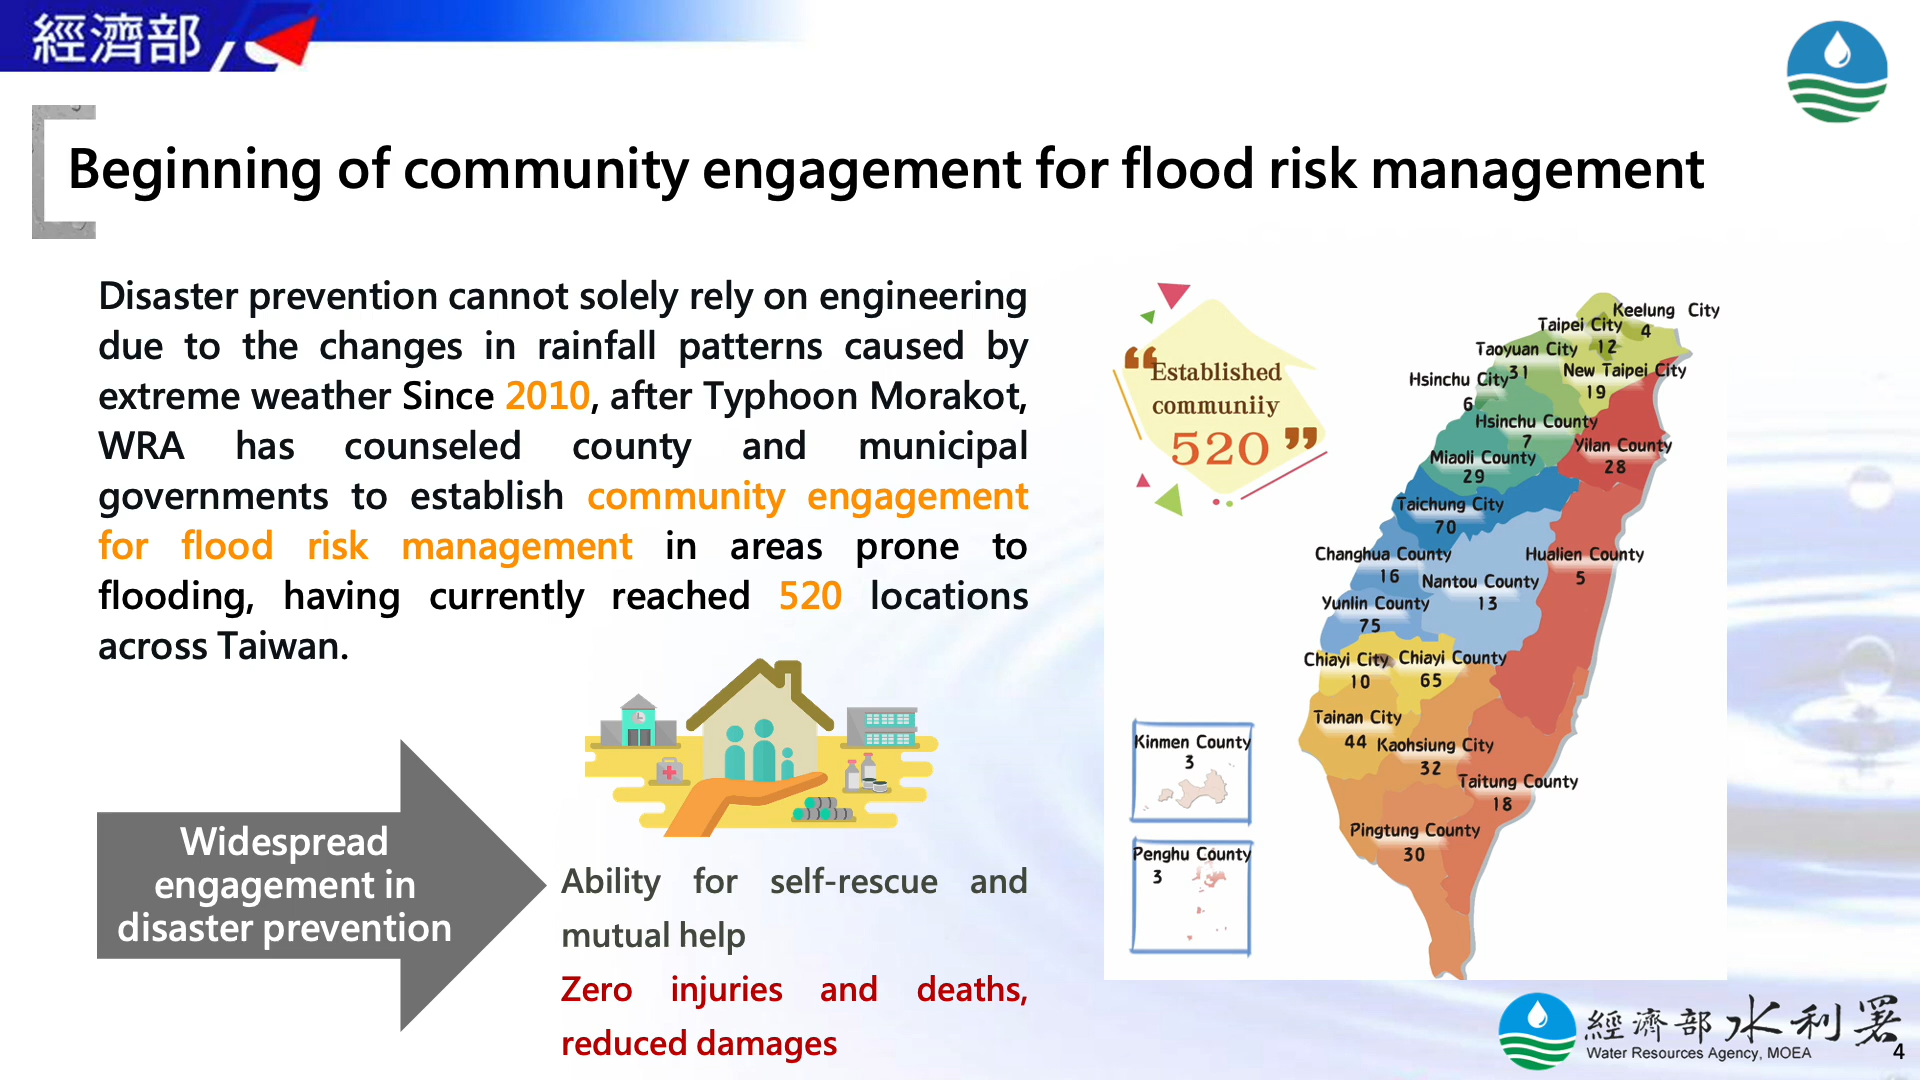 經濟部
Beginning of community engagement for flood risk management
Disaster prevention cannot solely rely on engineering
due to the changes in rainfall patterns caused by
extreme weather Since 2010, after Typhoon Morakot,
WRA has counseled county and municipal
governments to establish community engagement
for flood risk management in areas prone to
flooding, having currently reached 520 locations
across Taiwan.
Widespread
engagement in
disaster prevention
Ability for self-rescue and
mutual help
Zero injuries and deaths,
reduced damages
“Established
communiiy
520 ”
Keelung City
4
Taipei City
12
Taoyuan City
31
New Taipei City
19
Hsinchu City
6
Hsinchu County
7
Yilan County
28
Miaoli County
29
Taichung City
70
Changhua County
16
Hualien County
5
Nantou County
13
Yunlin County
75
Chiayi City
10
Chiayi County
65
Tainan City
44
Kaohsiung City
32
Taitung County
18
Pingtung County
30
Kinmen County
3
Penghu County
3
經濟部水利署
Water Resources Agency, MOEA
4